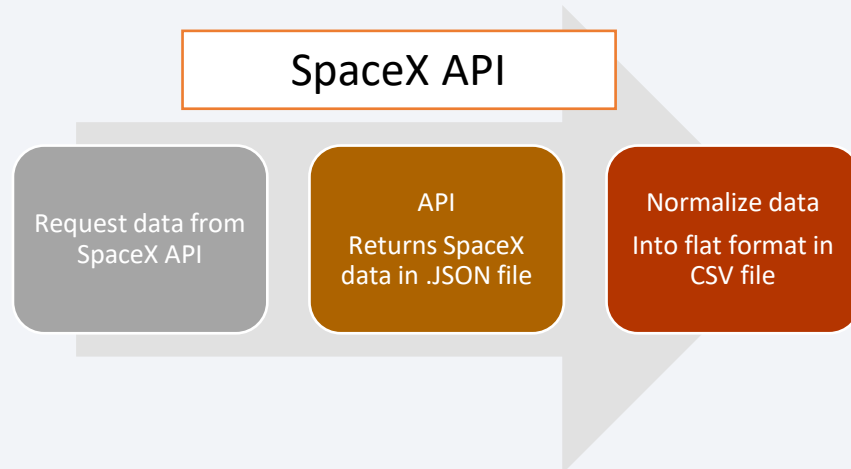 SpaceX API
Request data from
SpaceX API
API
Returns SpaceX
data in .JSON file
Normalize data
Into flat format in
CSV file